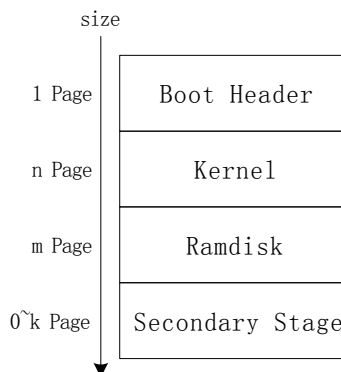 size
1 Page Boot Header
n Page Kernel
m Page Ramdisk
0~k Page Secondary Stage